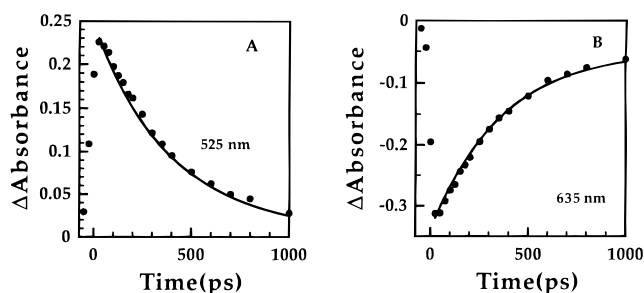 A
0.25
0.2
0.15
0.1
0.05
0
ΔAbsorbance
525 nm
0 500 1000
Time(ps)
B
0
-0.1
-0.2
-0.3
ΔAbsorbance
635 nm
0 500 1000
Time(ps)